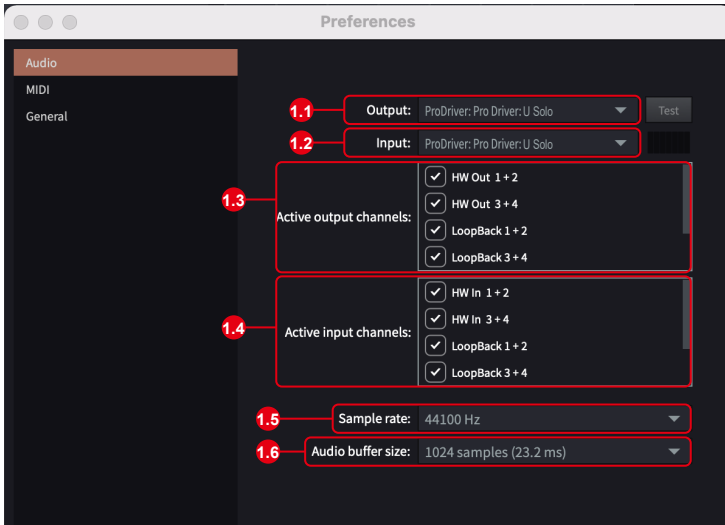 Preferences
Audio
MIDI
General
1.1 Output: ProDriver: Pro Driver: U Solo Test
1.2 Input: ProDriver: Pro Driver: U Solo
1.3 Active output channels:
HW Out 1 + 2
HW Out 3 + 4
LoopBack 1 + 2
LoopBack 3 + 4
1.4 Active input channels:
HW In 1 + 2
HW In 3 + 4
LoopBack 1 + 2
LoopBack 3 + 4
1.5 Sample rate: 44100 Hz
1.6 Audio buffer size: 1024 samples (23.2 ms)